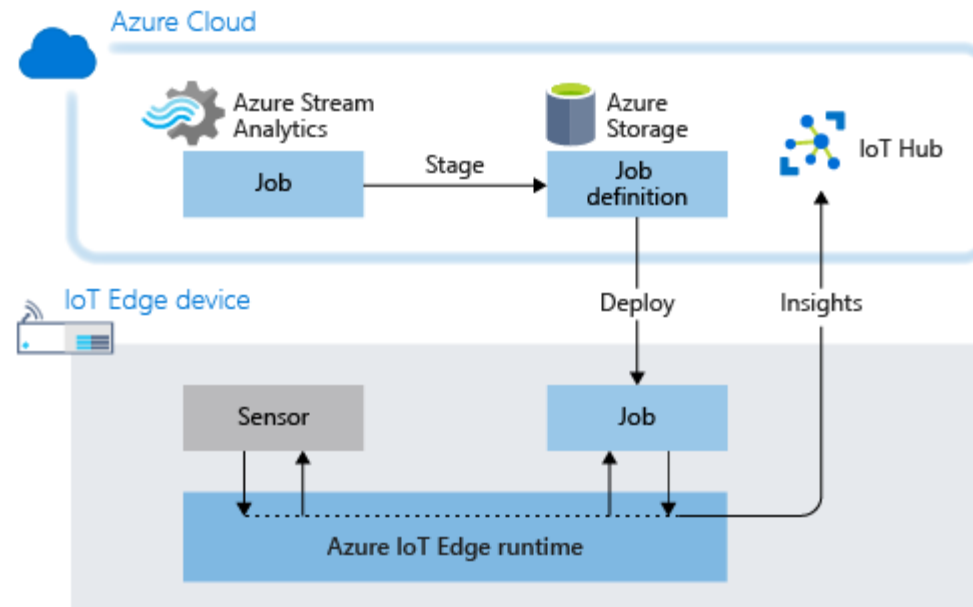 Azure Cloud
Azure Stream
Analytics
Azure
Storage
IoT Hub
Job
Stage
Job
definition
IoT Edge device
Deploy
Insights
Sensor
Job
Azure IoT Edge runtime